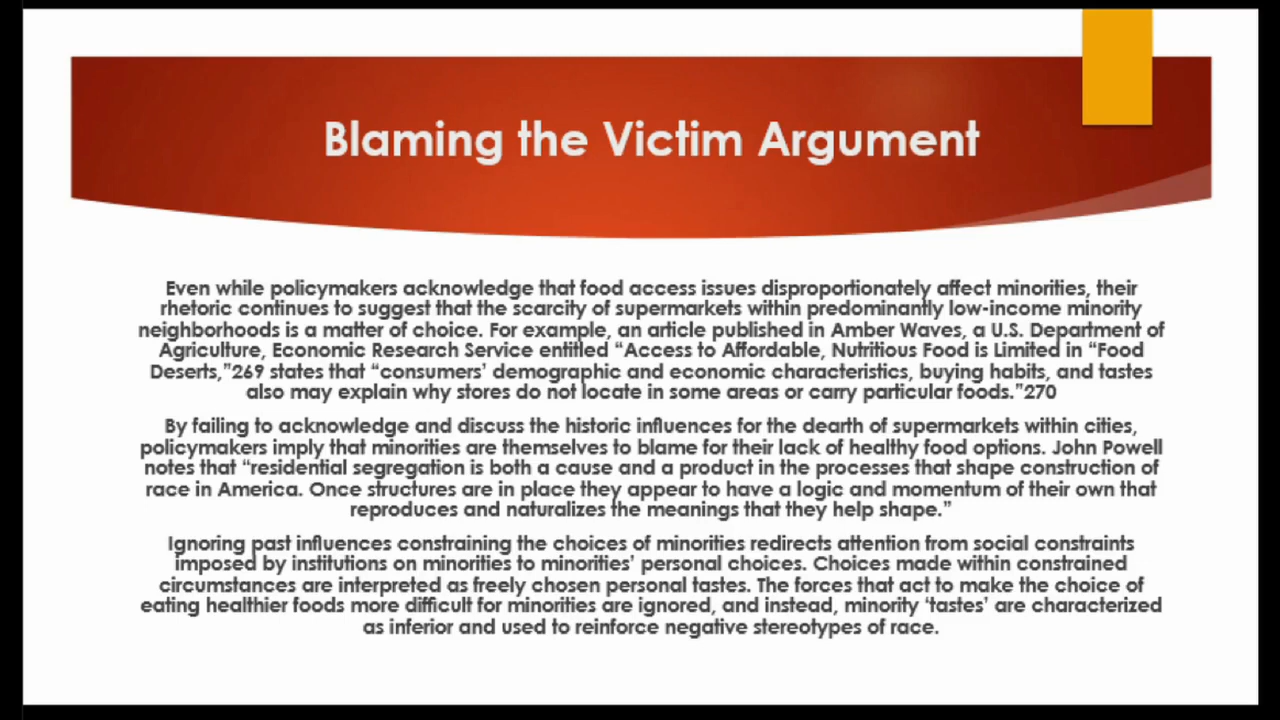 Blaming the Victim Argument
Even while policymakers acknowledge that food access issues disproportionately affect minorities, their
rhetoric continues to suggest that the scarcity of supermarkets within predominantly low-income minority
neighborhoods is a matter of choice. For example, an article published in Amber Waves, a U.S. Department of
Agriculture, Economic Research Service entitled “Access to Affordable, Nutritious Food is Limited in “Food
Deserts,”269 states that “consumers’ demographic and economic characteristics, buying habits, and tastes
also may explain why stores do not locate in some areas or carry particular foods.”270
By failing to acknowledge and discuss the historic influences for the dearth of supermarkets within cities,
policymakers imply that minorities are themselves to blame for their lack of healthy food options. John Powell
notes that “residential segregation is both a cause and a product in the processes that shape construction of
race in America. Once structures are in place they appear to have a logic and momentum of their own that
reproduces and naturalizes the meanings that they help shape.”
Ignoring past influences constraining the choices of minorities redirects attention from social constraints
imposed by institutions on minorities to minorities’ personal choices. Choices made within constrained
circumstances are interpreted as freely chosen personal tastes. The forces that act to make the choice of
eating healthier foods more difficult for minorities are ignored, and instead, minority ‘tastes’ are characterized
as inferior and used to reinforce negative stereotypes of race.